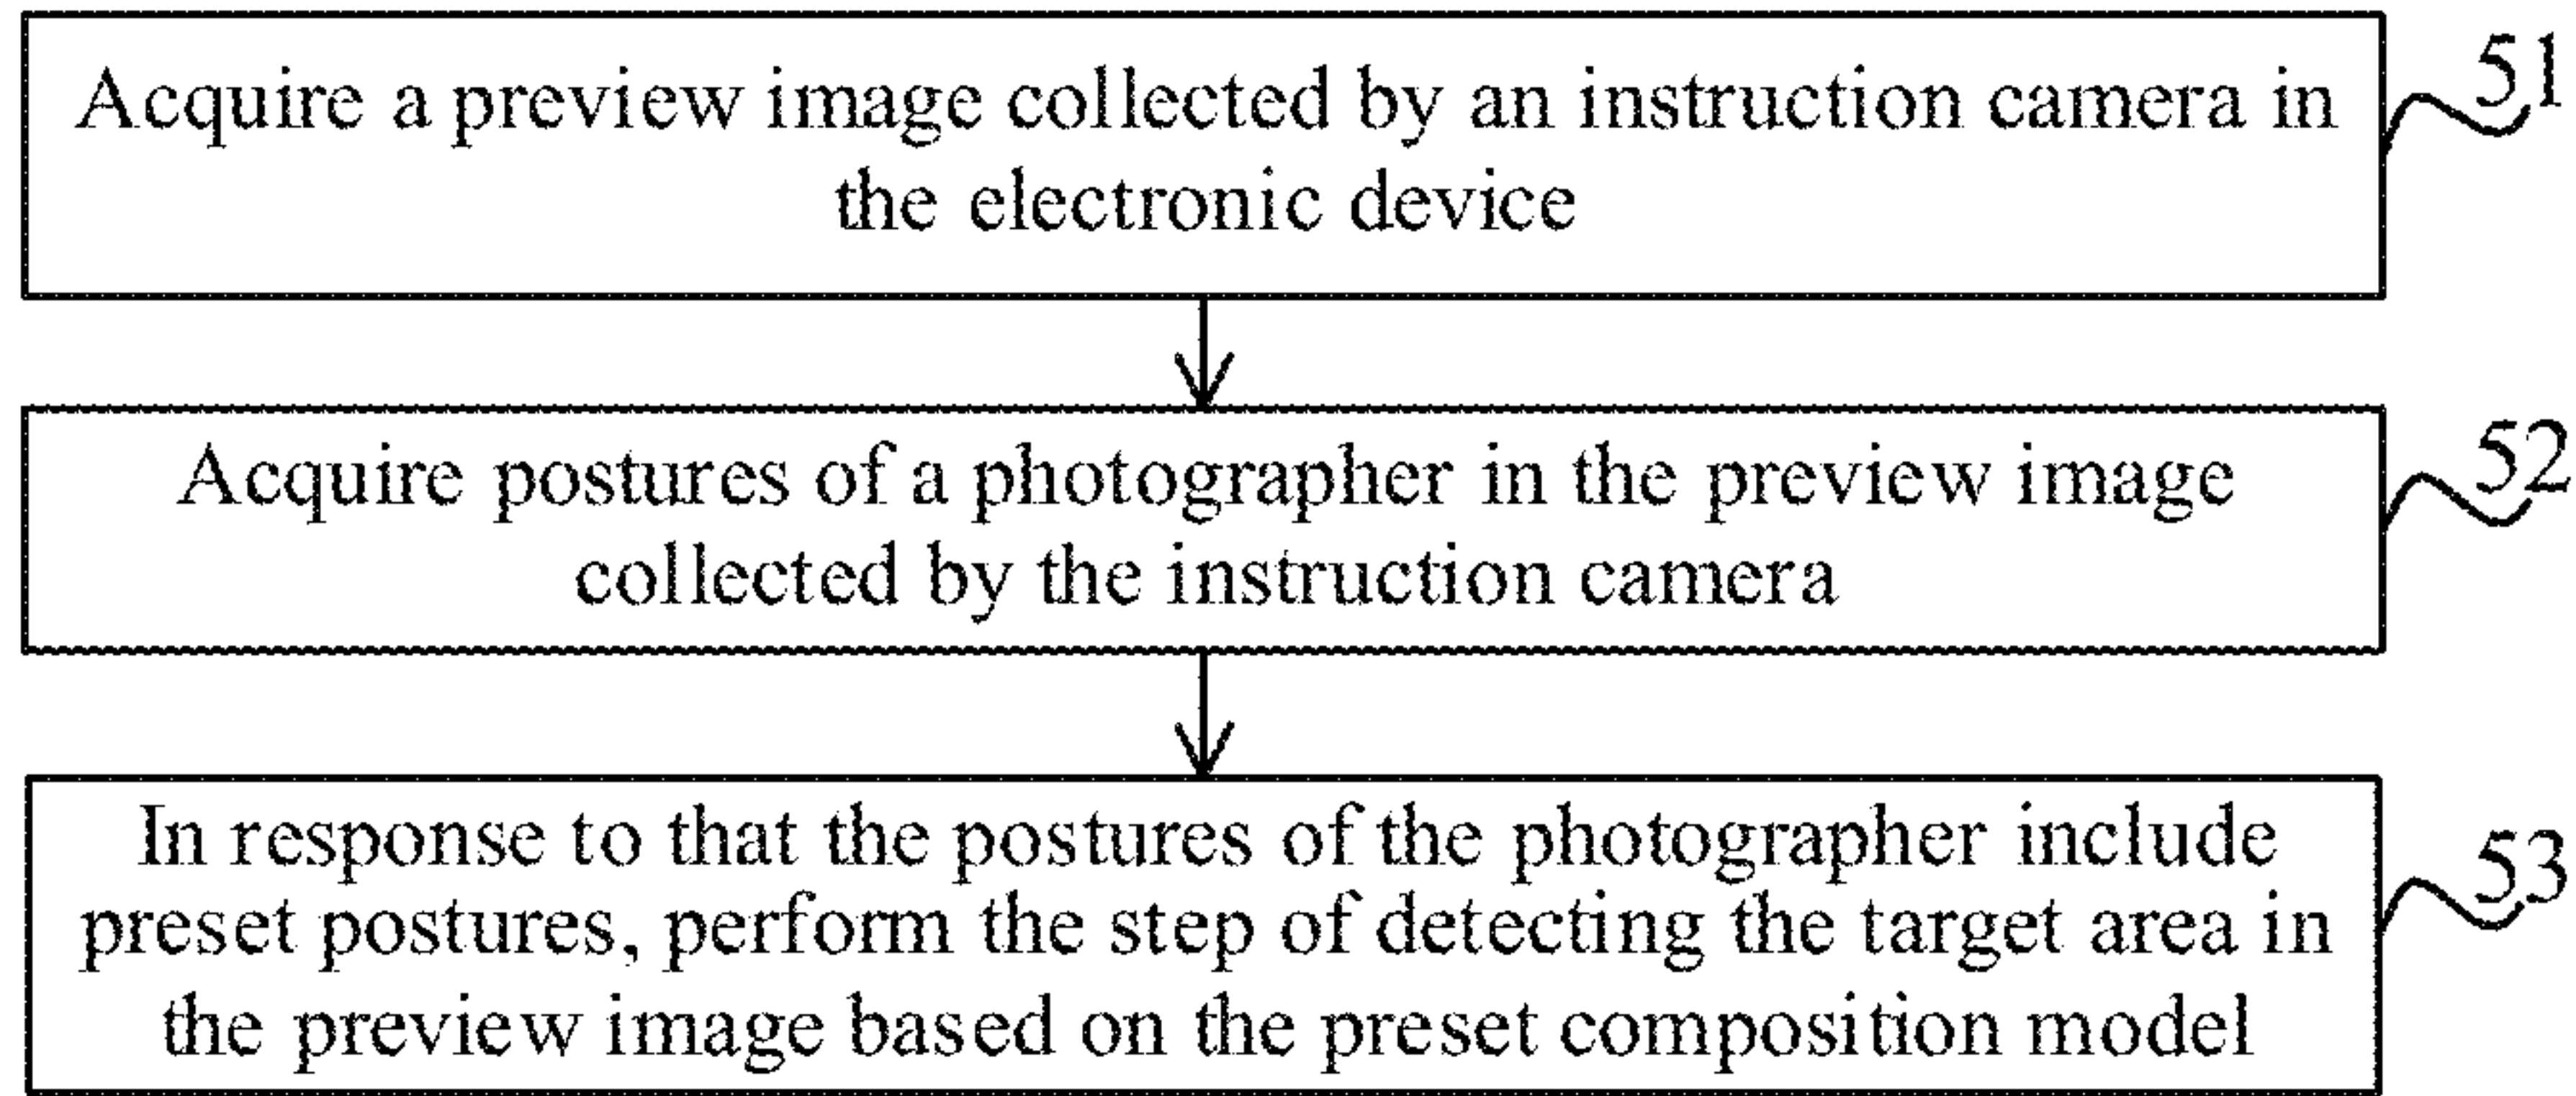 Acquire a preview image collected by an instruction camera in
the electronic device
51
Acquire postures of a photographer in the preview image
collected by the instruction camera
52
In response to that the postures of the photographer include
preset postures, perform the step of detecting the target area in
the preview image based on the preset composition model
53